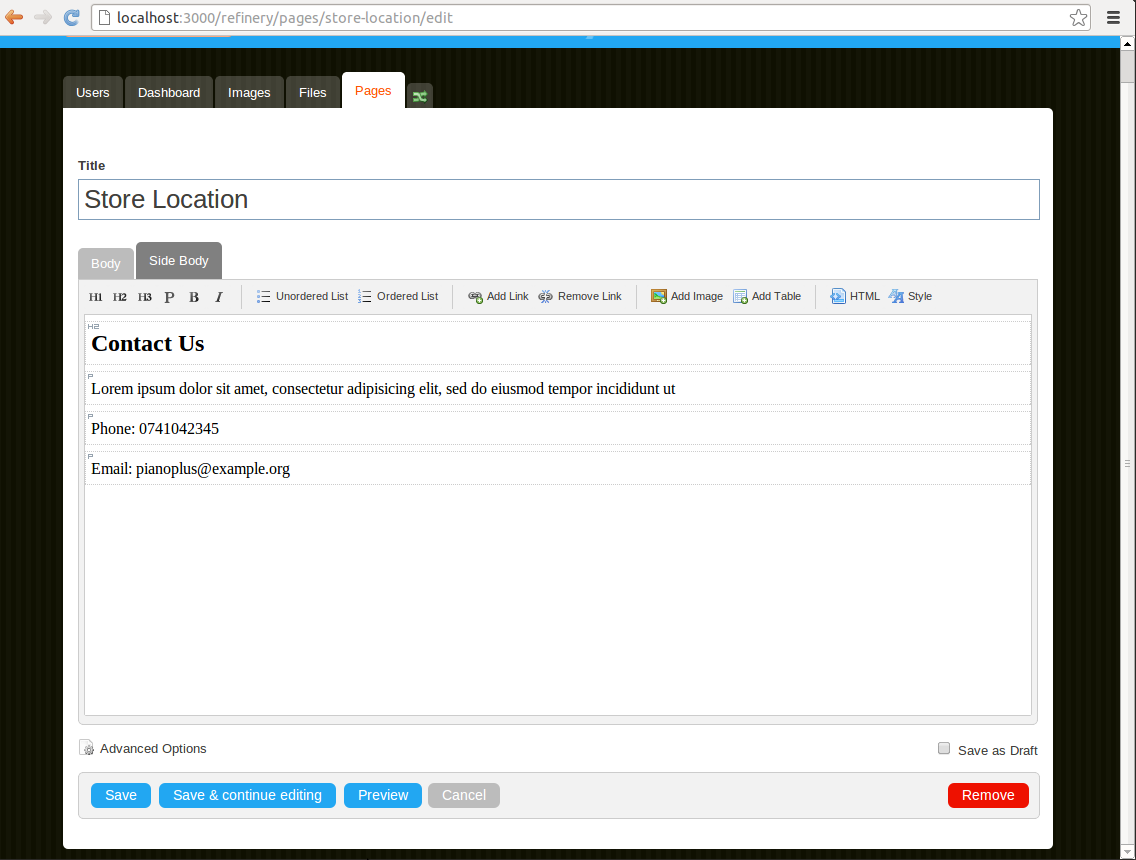 localhost:3000/refinery/pages/store-location/edit
Users Dashboard Images Files Pages
Title
Store Location
Body Side Body
H1 H2 H3 P B I Unordered List Ordered List Add Link Remove Link Add Image Add Table HTML Style
H2
Contact Us
P
Lorem ipsum dolor sit amet, consectetur adipisicing elit, sed do eiusmod tempor incididunt ut
P
Phone: 0741042345
P
Email: pianoplus@example.org
Advanced Options Save as Draft
Save Save & continue editing Preview Cancel Remove